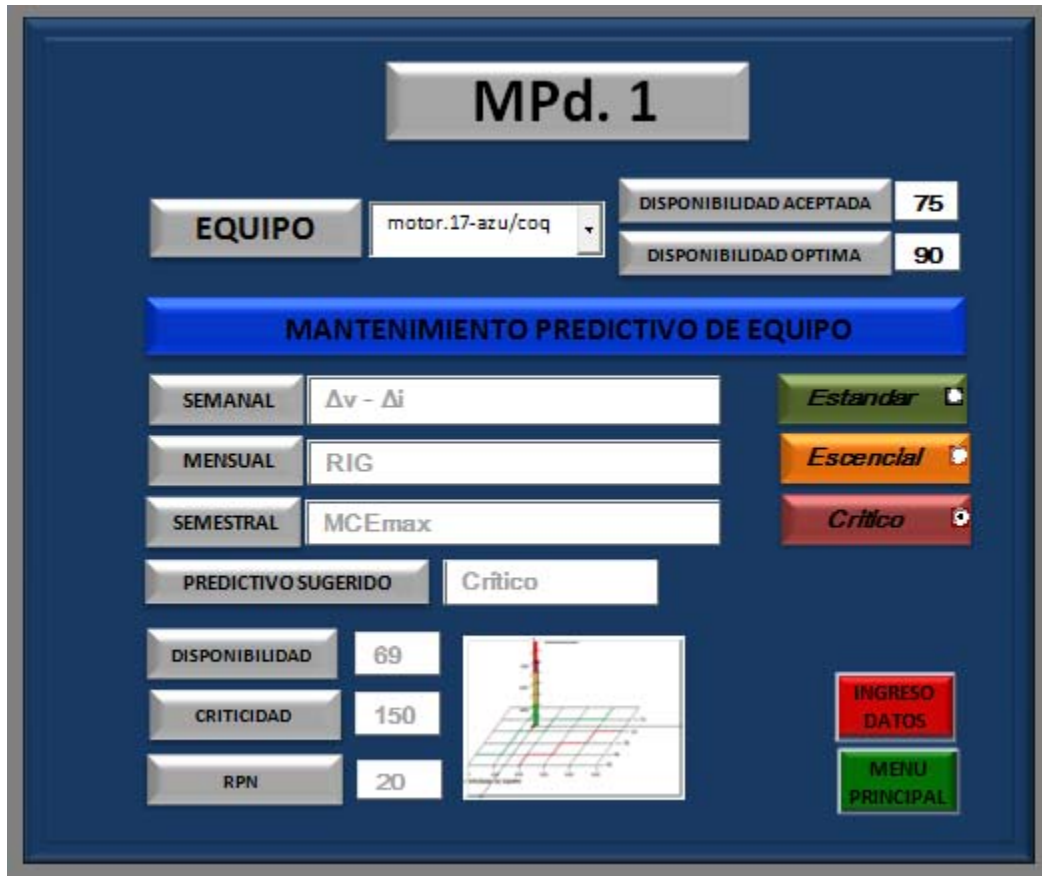 MPd. 1
EQUIPO
motor.17-azu/coq
DISPONIBILIDAD ACEPTADA
75
DISPONIBILIDAD OPTIMA
90
MANTENIMIENTO PREDICTIVO DE EQUIPO
SEMANAL
Δv - Δi
Estandar
MENSUAL
RIG
Escencial
SEMESTRAL
MCEmax
Crítico
PREDICTIVO SUGERIDO
Crítico
DISPONIBILIDAD
69
CRITICIDAD
150
RPN
20
INGRESO
DATOS
MENU
PRINCIPAL